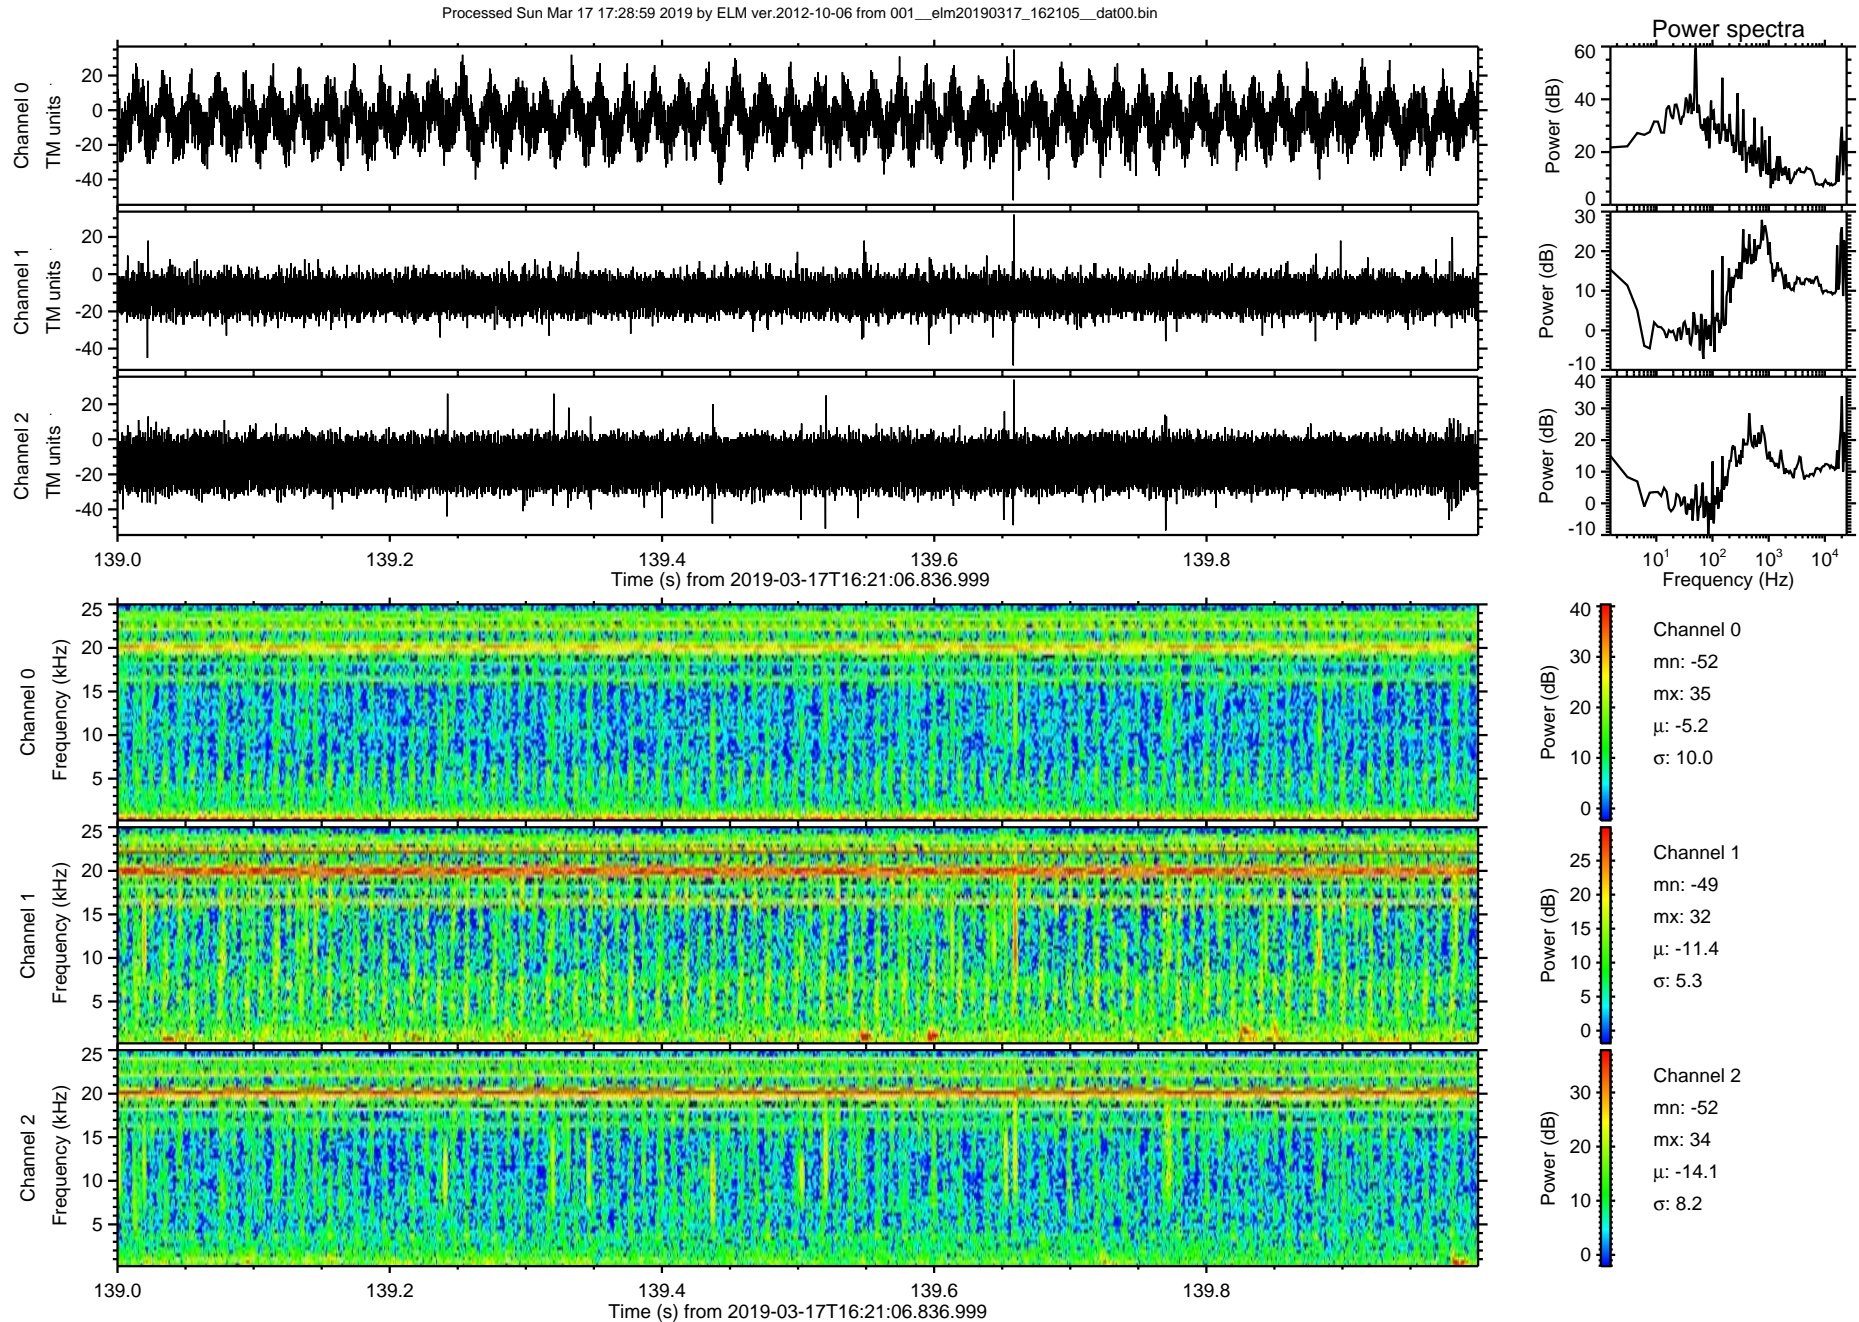 Processed Sun Mar 17 17:28:59 2019 by ELM ver.2012-10-06 from 001__elm20190317_162105__dat00.bin
Power spectra
Channel 0
TM units
20
0
-20
-40
Power (dB)
60
40
20
0
Channel 1
TM units
20
0
-20
-40
Power (dB)
30
20
10
0
-10
Channel 2
TM units
20
0
-20
-40
Power (dB)
40
30
20
10
0
-10
139.0 139.2 139.4 139.6 139.8
Time (s) from 2019-03-17T16:21:06.836.999
10¹ 10² 10³ 10⁴
Frequency (Hz)
Channel 0
Frequency (kHz)
25
20
15
10
5
Power (dB)
40
30
20
10
0
Channel 0
mn: -52
mx: 35
µ: -5.2
σ: 10.0
Channel 1
Frequency (kHz)
25
20
15
10
5
Power (dB)
25
20
15
10
5
0
Channel 1
mn: -49
mx: 32
µ: -11.4
σ: 5.3
Channel 2
Frequency (kHz)
25
20
15
10
5
Power (dB)
30
20
10
0
Channel 2
mn: -52
mx: 34
µ: -14.1
σ: 8.2
139.0 139.2 139.4 139.6 139.8
Time (s) from 2019-03-17T16:21:06.836.999